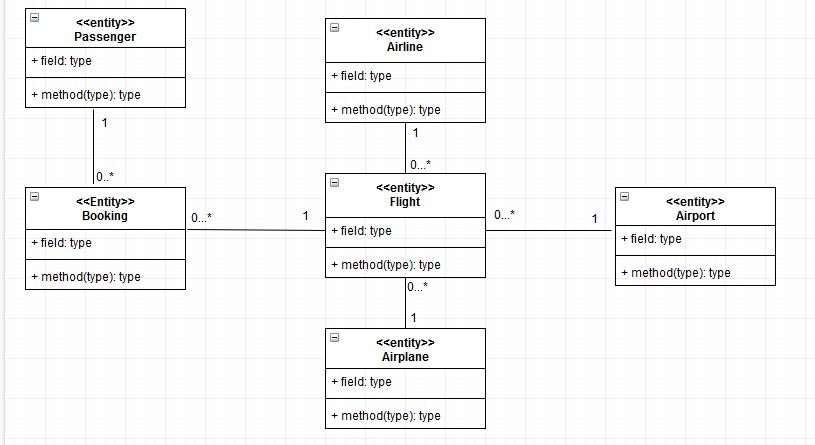 <<entity>>
Passenger
+ field: type
+ method(type): type
1
0..*
<<entity>>
Airline
+ field: type
+ method(type): type
1
0...*
<<Entity>>
Booking
+ field: type
+ method(type): type
0...*
1
<<entity>>
Flight
+ field: type
+ method(type): type
0...*
1
<<entity>>
Airport
+ field: type
+ method(type): type
0...*
1
<<entity>>
Airplane
+ field: type
+ method(type): type